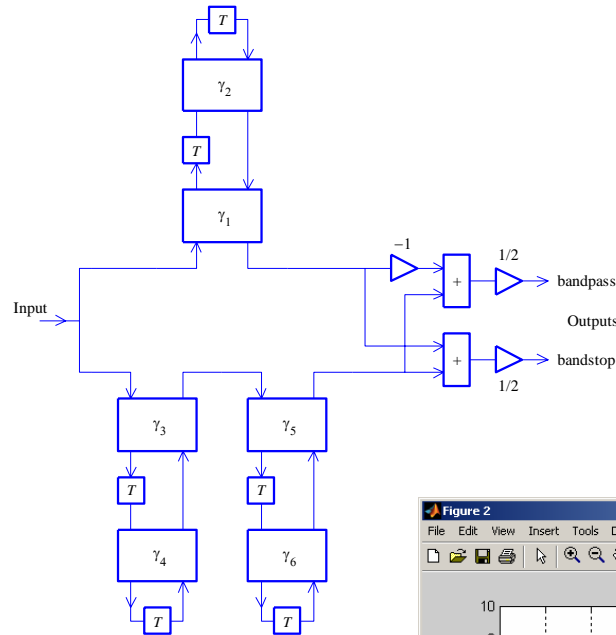 T
γ2
T
γ1
−1
+
1/2
bandpass
Input
Outputs
+
bandstop
1/2
γ3
γ5
T
T
γ4
γ6
T
T
Figure 2
File Edit View Insert Tools
10